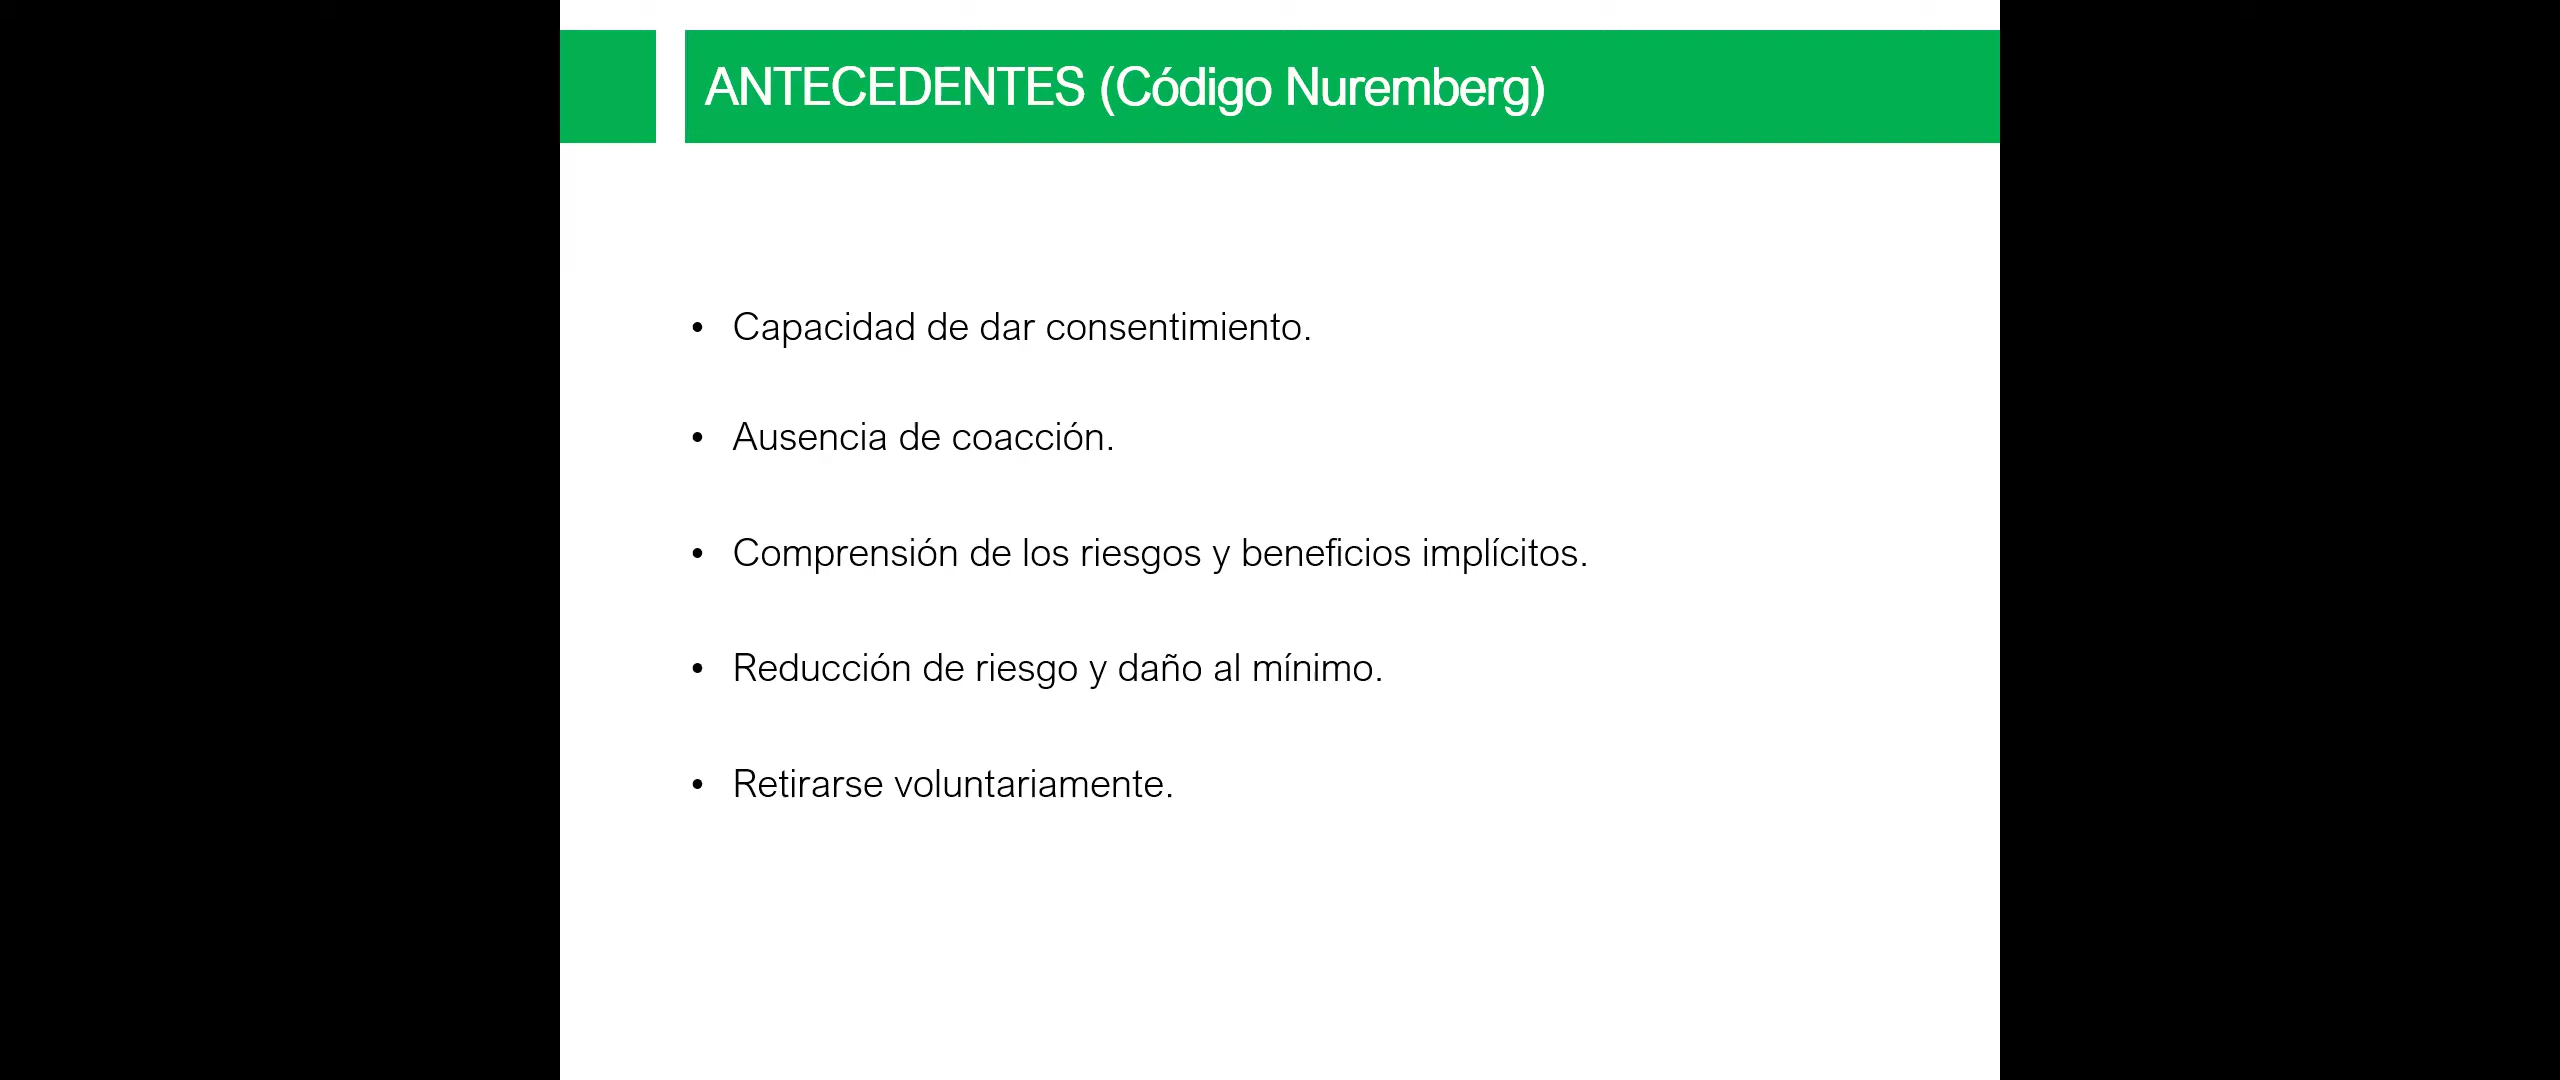 ANTECEDENTES (Código Nuremberg)
• Capacidad de dar consentimiento.
• Ausencia de coacción.
• Comprensión de los riesgos y beneficios implícitos.
• Reducción de riesgo y daño al mínimo.
• Retirarse voluntariamente.